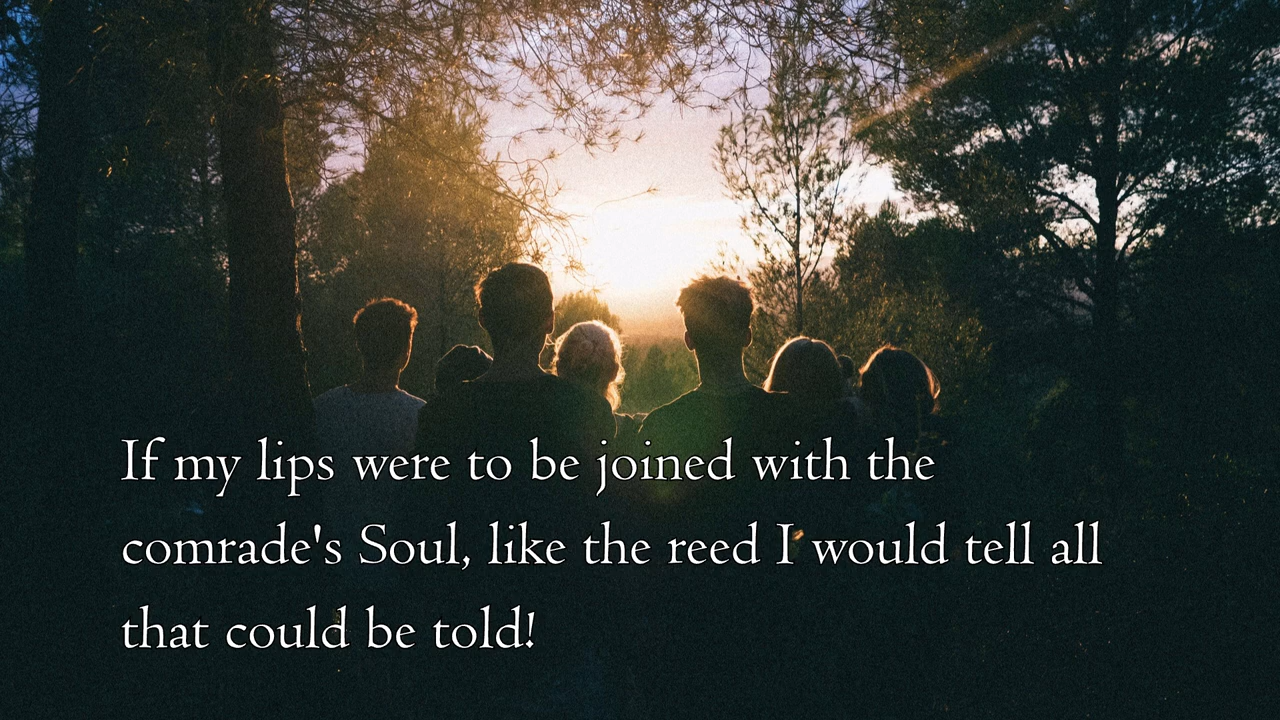 If my lips were to be joined with the
comrade's Soul, like the reed I would tell all
that could be told!